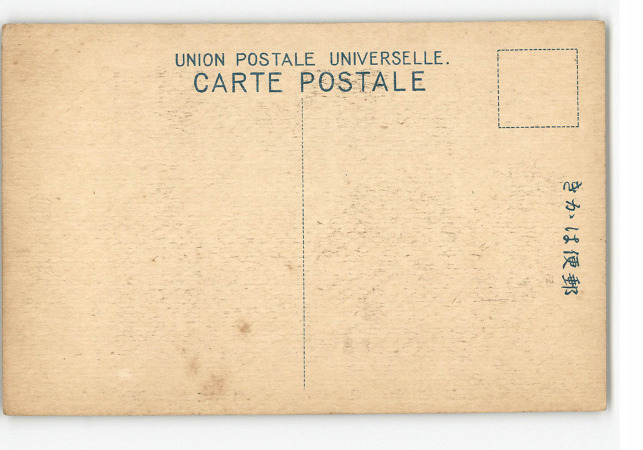 UNION POSTALE UNIVERSELLE.
CARTE POSTALE
郵便はかき